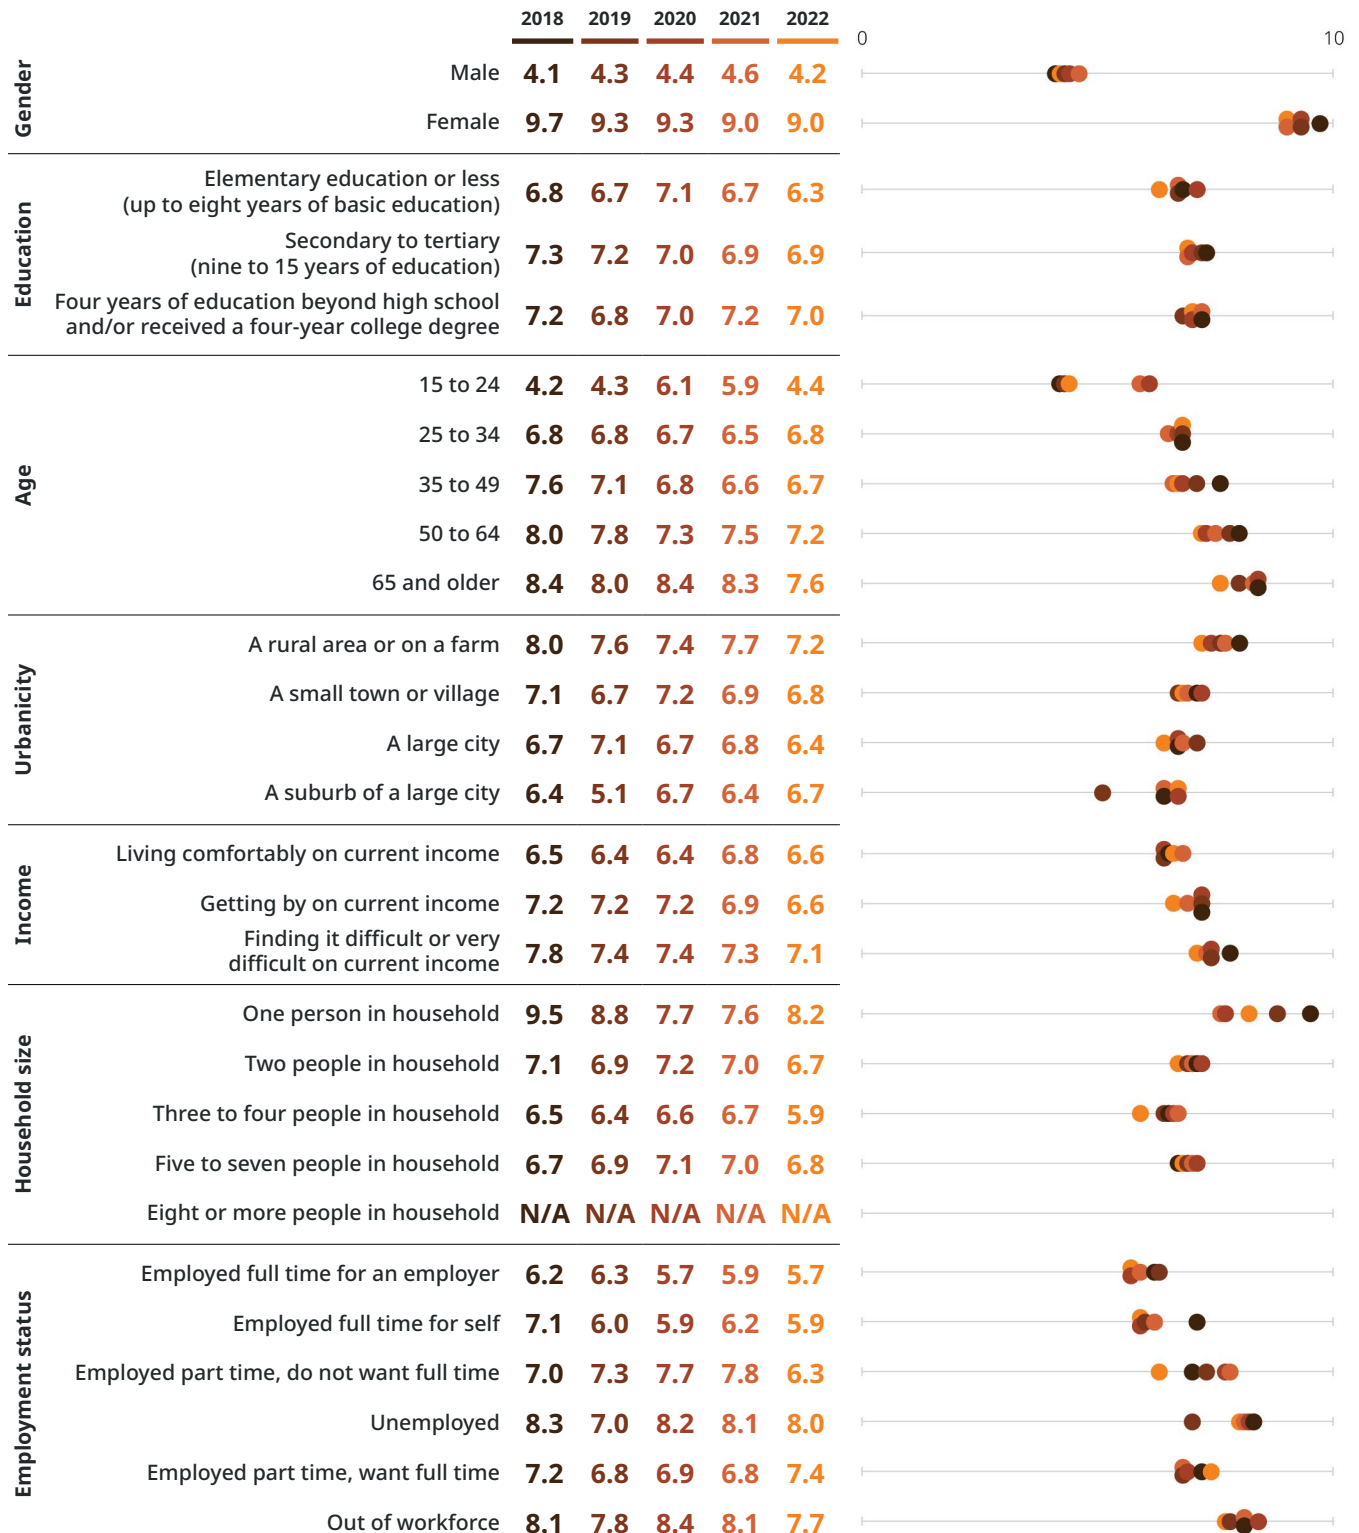 2018 2019 2020 2021 2022
0 10
Gender
Male 4.1 4.3 4.4 4.6 4.2
Female 9.7 9.3 9.3 9.0 9.0
Education
Elementary education or less
(up to eight years of basic education) 6.8 6.7 7.1 6.7 6.3
Secondary to tertiary
(nine to 15 years of education) 7.3 7.2 7.0 6.9 6.9
Four years of education beyond high school
and/or received a four-year college degree 7.2 6.8 7.0 7.2 7.0
Age
15 to 24 4.2 4.3 6.1 5.9 4.4
25 to 34 6.8 6.8 6.7 6.5 6.8
35 to 49 7.6 7.1 6.8 6.6 6.7
50 to 64 8.0 7.8 7.3 7.5 7.2
65 and older 8.4 8.0 8.4 8.3 7.6
Urbanicity
A rural area or on a farm 8.0 7.6 7.4 7.7 7.2
A small town or village 7.1 6.7 7.2 6.9 6.8
A large city 6.7 7.1 6.7 6.8 6.4
A suburb of a large city 6.4 5.1 6.7 6.4 6.7
Income
Living comfortably on current income 6.5 6.4 6.4 6.8 6.6
Getting by on current income 7.2 7.2 7.2 6.9 6.6
Finding it difficult or very
difficult on current income 7.8 7.4 7.4 7.3 7.1
Household size
One person in household 9.5 8.8 7.7 7.6 8.2
Two people in household 7.1 6.9 7.2 7.0 6.7
Three to four people in household 6.5 6.4 6.6 6.7 5.9
Five to seven people in household 6.7 6.9 7.1 7.0 6.8
Eight or more people in household N/A N/A N/A N/A N/A
Employment status
Employed full time for an employer 6.2 6.3 5.7 5.9 5.7
Employed full time for self 7.1 6.0 5.9 6.2 5.9
Employed part time, do not want full time 7.0 7.3 7.7 7.8 6.3
Unemployed 8.3 7.0 8.2 8.1 8.0
Employed part time, want full time 7.2 6.8 6.9 6.8 7.4
Out of workforce 8.1 7.8 8.4 8.1 7.7